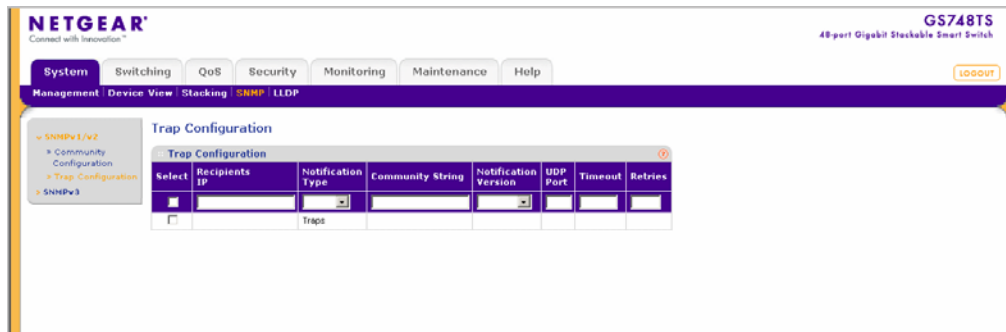 NETGEAR
Connect with Innovation™
GS748TS
48-port Gigabit Stackable Smart Switch
System Switching QoS Security Monitoring Maintenance Help
LOGOUT
Management Device View Stacking SNMP LLDP
SNMPv1/v2
Community
Configuration
Trap Configuration
SNMPv3
Trap Configuration
Trap Configuration
Select Recipients IP Notification Type Community String Notification Version UDP Port Timeout Retries
Traps